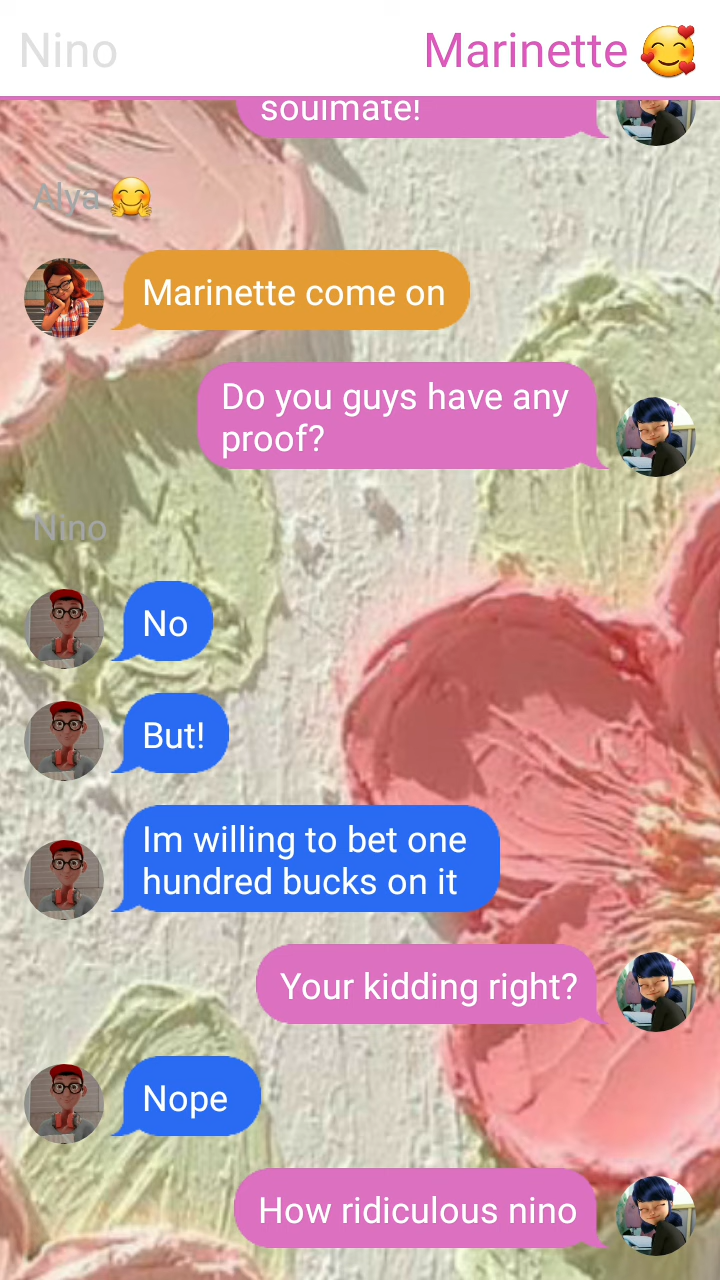 Nino
Marinette 🥰
soulmate!
Alya 🤗
Marinette come on
Do you guys have any
proof?
Nino
No
But!
Im willing to bet one
hundred bucks on it
Your kidding right?
Nope
How ridiculous nino